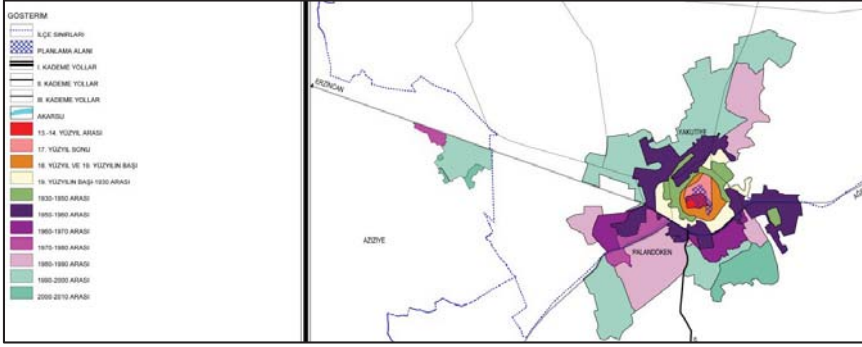 GÖSTERİM
İLÇE SINIRLARI
PLANLAMA ALANI
I. KADEME YOLLAR
II. KADEME YOLLAR
III. KADEME YOLLAR
AKARSU
13.-14. YÜZYIL ARASI
17. YÜZYIL SONU
18. YÜZYIL VE 19. YÜZYILIN BAŞI
19. YÜZYILIN BAŞI-1930 ARASI
1930-1950 ARASI
1950-1960 ARASI
1960-1970 ARASI
1970-1980 ARASI
1980-1990 ARASI
1990-2000 ARASI
2000-2010 ARASI
ERZİNCAN
YAKUTİYE
AZİZİYE
PALANDÖKEN